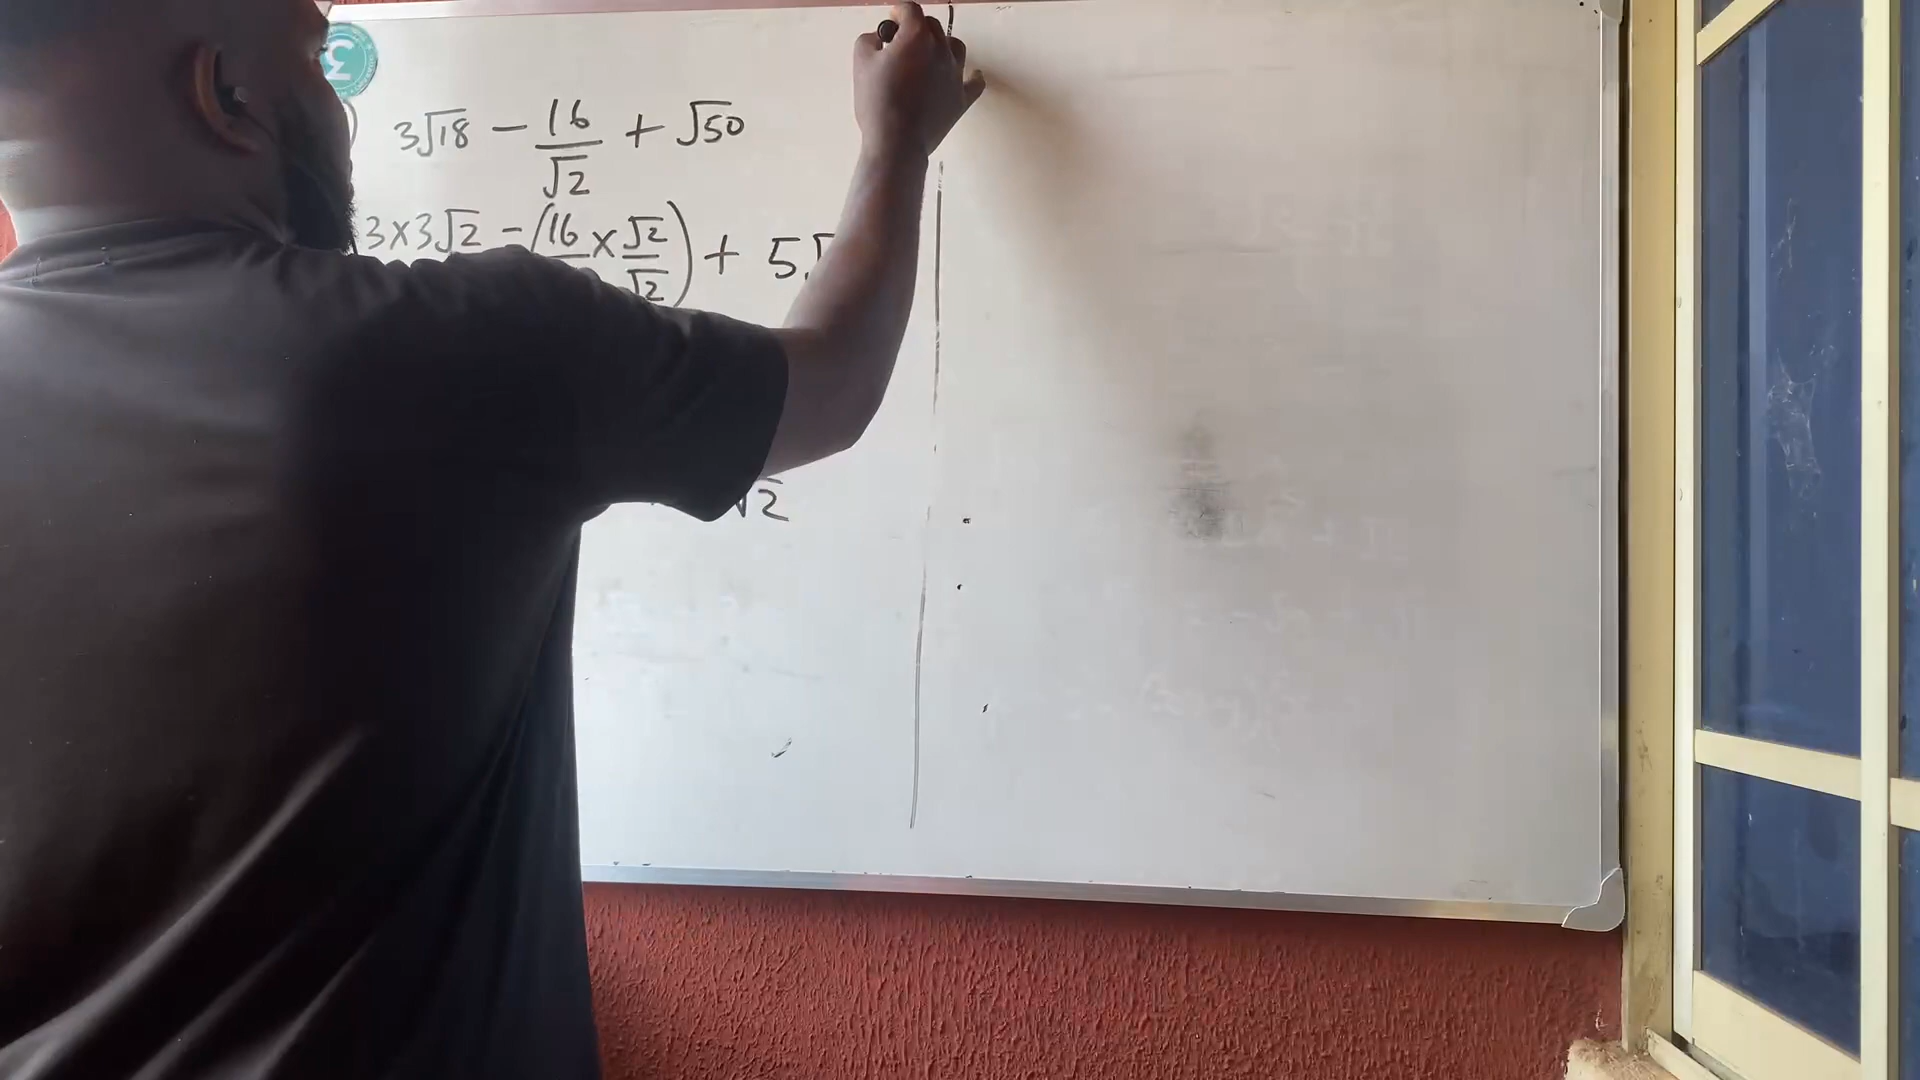 3√18 − 16/√2 + √50
3×3√2 − (16 × √2/√2) + 5√
√2